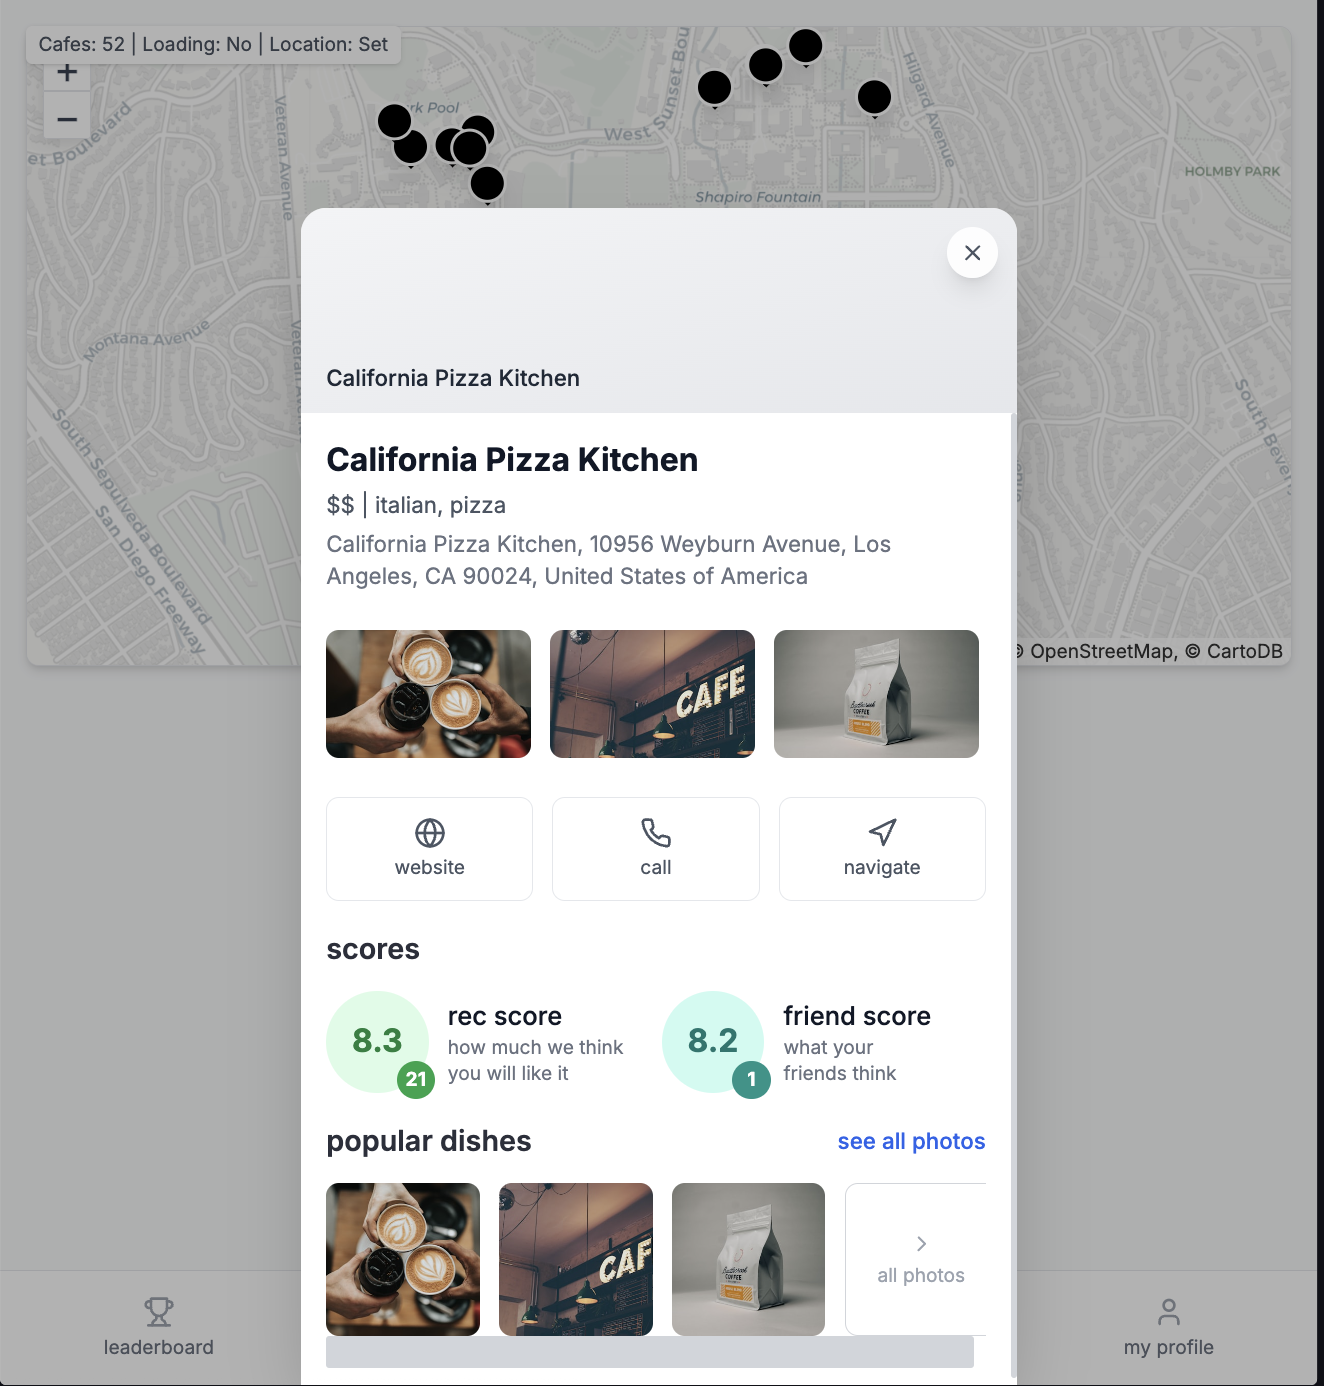 Cafes: 52 | Loading: No | Location: Set
+
−
rk Pool
et Boulevard
Veteran Avenue
West Sunset Bou
Hilgard Avenue
HOLMBY PARK
Shapiro Fountain
Montana Avenue
Veteran
South Sepulveda Boulevard
San Diego Freeway
South Bever
California Pizza Kitchen
California Pizza Kitchen
$$ | italian, pizza
California Pizza Kitchen, 10956 Weyburn Avenue, Los
Angeles, CA 90024, United States of America
© OpenStreetMap, © CartoDB
CAFE
COFFEE
website
call
navigate
scores
8.3
21
rec score
how much we think
you will like it
8.2
1
friend score
what your
friends think
popular dishes
see all photos
CAF
COFFEE
all photos
leaderboard
my profile